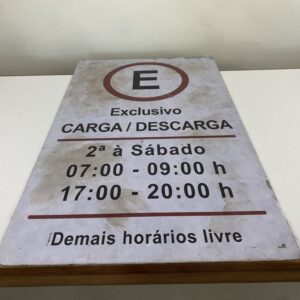 E
Exclusivo
CARGA / DESCARGA
2ª à Sábado
07:00 - 09:00 h
17:00 - 20:00 h
Demais horários livre